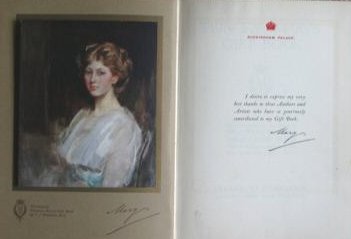 Mary
BUCKINGHAM PALACE
I desire to express my very
best thanks to those Authors and
Artists who have so generously
contributed to my Gift Book.
Mary